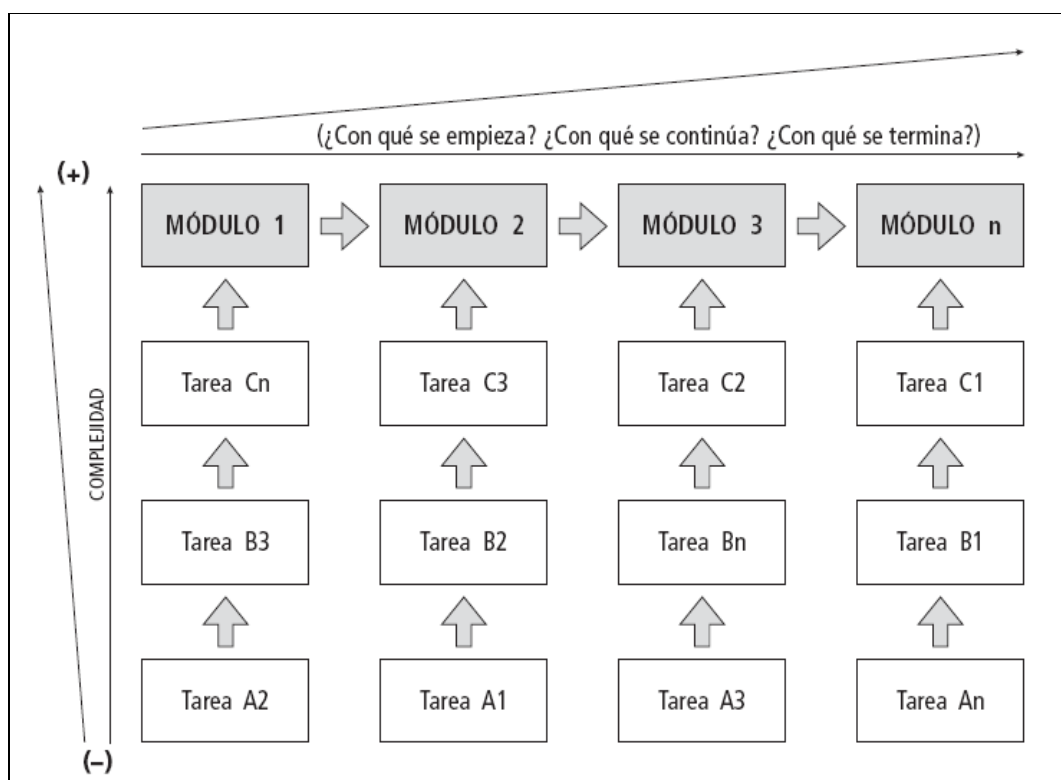 (¿Con qué se empieza? ¿Con qué se continúa? ¿Con qué se termina?)
(+)
MÓDULO 1
MÓDULO 2
MÓDULO 3
MÓDULO n
Tarea Cn
Tarea C3
Tarea C2
Tarea C1
COMPLEJIDAD
Tarea B3
Tarea B2
Tarea Bn
Tarea B1
Tarea A2
Tarea A1
Tarea A3
Tarea An
(–)